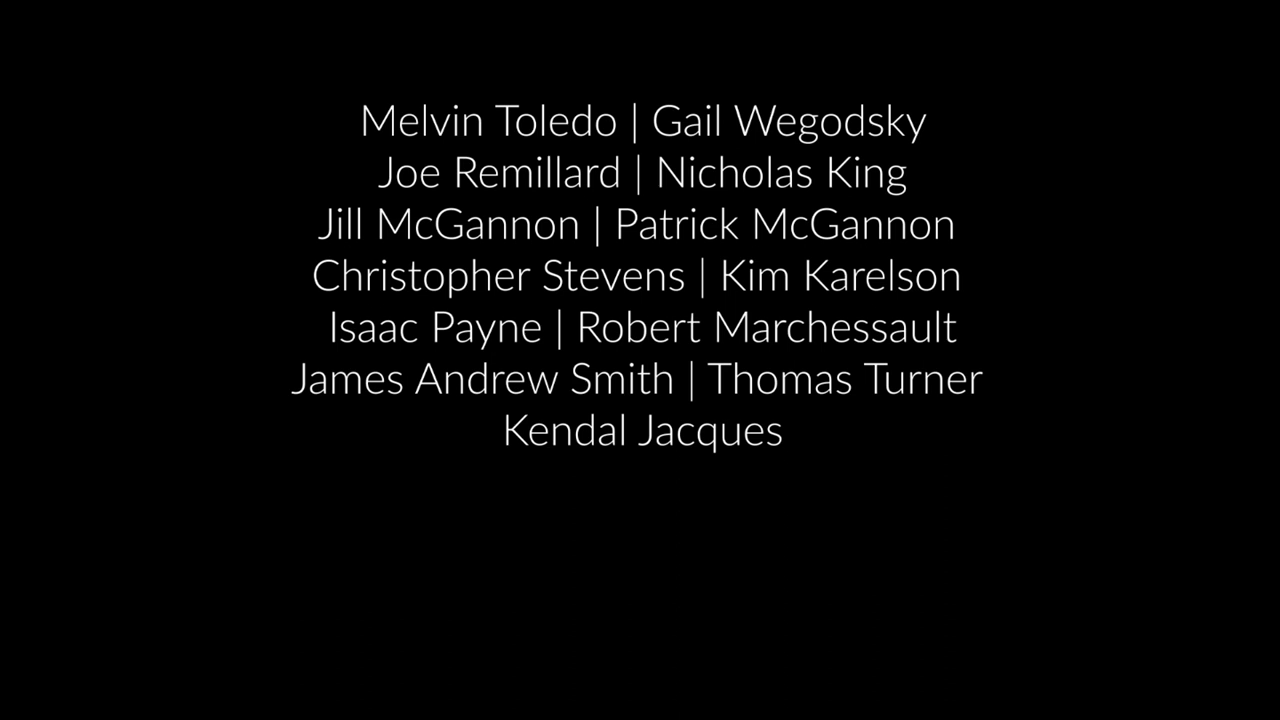 Melvin Toledo | Gail Wegodsky
Joe Remillard | Nicholas King
Jill McGannon | Patrick McGannon
Christopher Stevens | Kim Karelson
Isaac Payne | Robert Marchessault
James Andrew Smith | Thomas Turner
Kendal Jacques